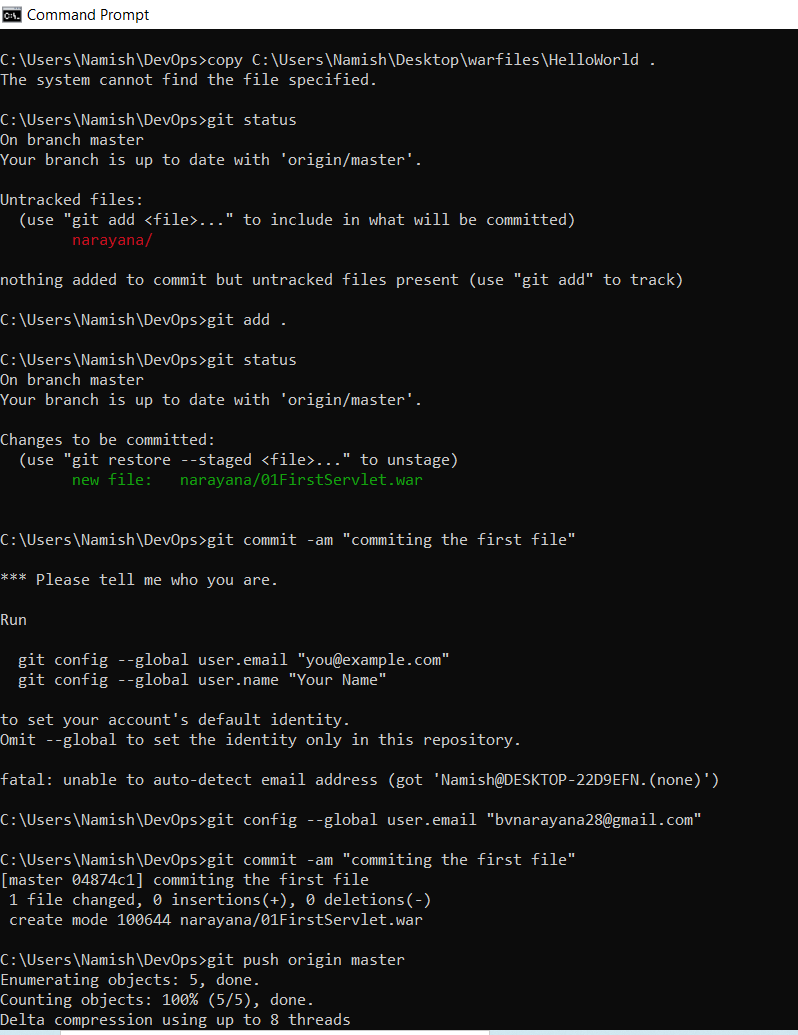 Command Prompt
C:\Users\Namish\DevOps>copy C:\Users\Namish\Desktop\warfiles\HelloWorld .
The system cannot find the file specified.
C:\Users\Namish\DevOps>git status
On branch master
Your branch is up to date with 'origin/master'.
Untracked files:
  (use "git add <file>..." to include in what will be committed)
        narayana/
nothing added to commit but untracked files present (use "git add" to track)
C:\Users\Namish\DevOps>git add .
C:\Users\Namish\DevOps>git status
On branch master
Your branch is up to date with 'origin/master'.
Changes to be committed:
  (use "git restore --staged <file>..." to unstage)
        new file:   narayana/01FirstServlet.war
C:\Users\Namish\DevOps>git commit -am "commiting the first file"
*** Please tell me who you are.
Run
  git config --global user.email "you@example.com"
  git config --global user.name "Your Name"
to set your account's default identity.
Omit --global to set the identity only in this repository.
fatal: unable to auto-detect email address (got 'Namish@DESKTOP-22D9EFN.(none)')
C:\Users\Namish\DevOps>git config --global user.email "bvnarayana28@gmail.com"
C:\Users\Namish\DevOps>git commit -am "commiting the first file"
[master 04874c1] commiting the first file
 1 file changed, 0 insertions(+), 0 deletions(-)
 create mode 100644 narayana/01FirstServlet.war
C:\Users\Namish\DevOps>git push origin master
Enumerating objects: 5, done.
Counting objects: 100% (5/5), done.
Delta compression using up to 8 threads